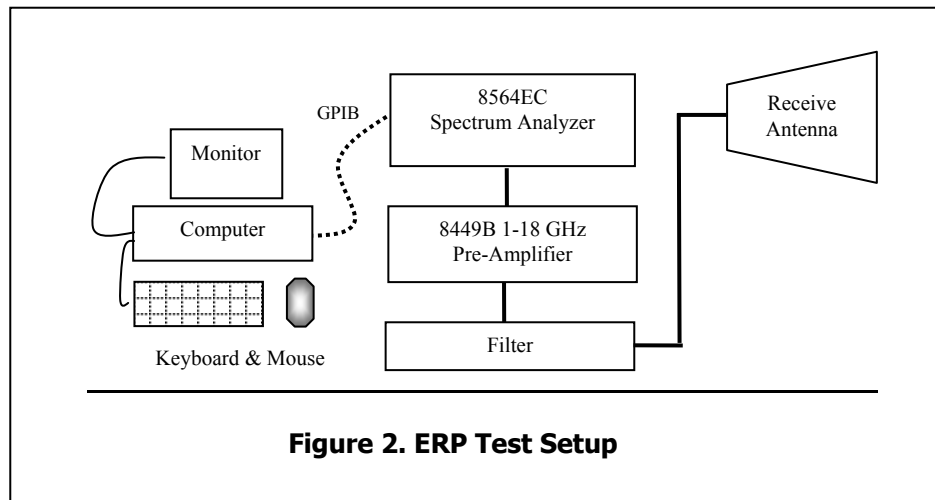 GPIB
8564EC
Spectrum Analyzer
Receive
Antenna
Monitor
Computer
8449B 1-18 GHz
Pre-Amplifier
Keyboard & Mouse
Filter
Figure 2. ERP Test Setup